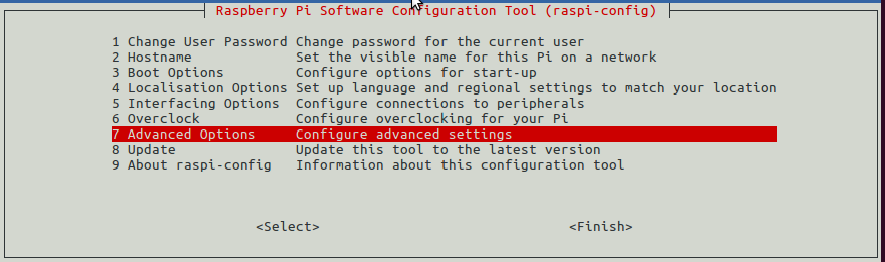 Raspberry Pi Software Configuration Tool (raspi-config)
1 Change User Password Change password for the current user
2 Hostname Set the visible name for this Pi on a network
3 Boot Options Configure options for start-up
4 Localisation Options Set up language and regional settings to match your location
5 Interfacing Options Configure connections to peripherals
6 Overclock Configure overclocking for your Pi
7 Advanced Options Configure advanced settings
8 Update Update this tool to the latest version
9 About raspi-config Information about this configuration tool
<Select> <Finish>